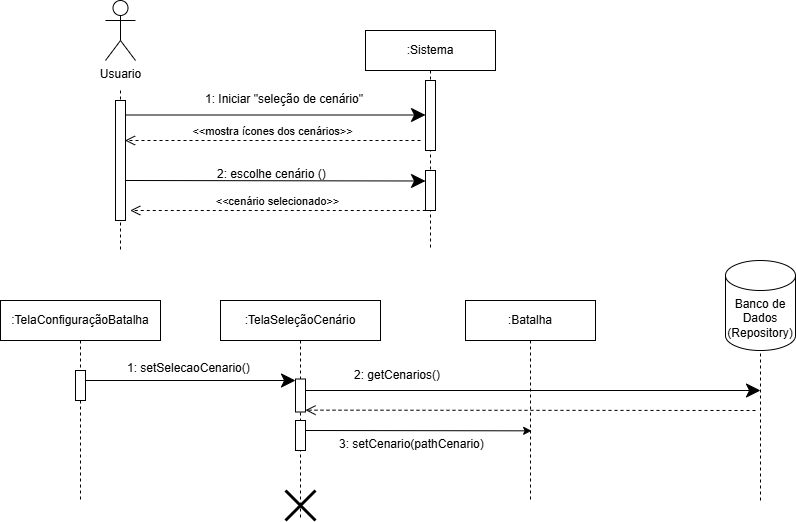 :Sistema
Usuario
1: Iniciar "seleção de cenário"
<<mostra ícones dos cenários>>
2: escolhe cenário ()
<<cenário selecionado>>
:TelaConfiguraçãoBatalha
:TelaSeleçãoCenário
:Batalha
Banco de
Dados
(Repository)
1: setSelecaoCenario()
2: getCenarios()
3: setCenario(pathCenario)